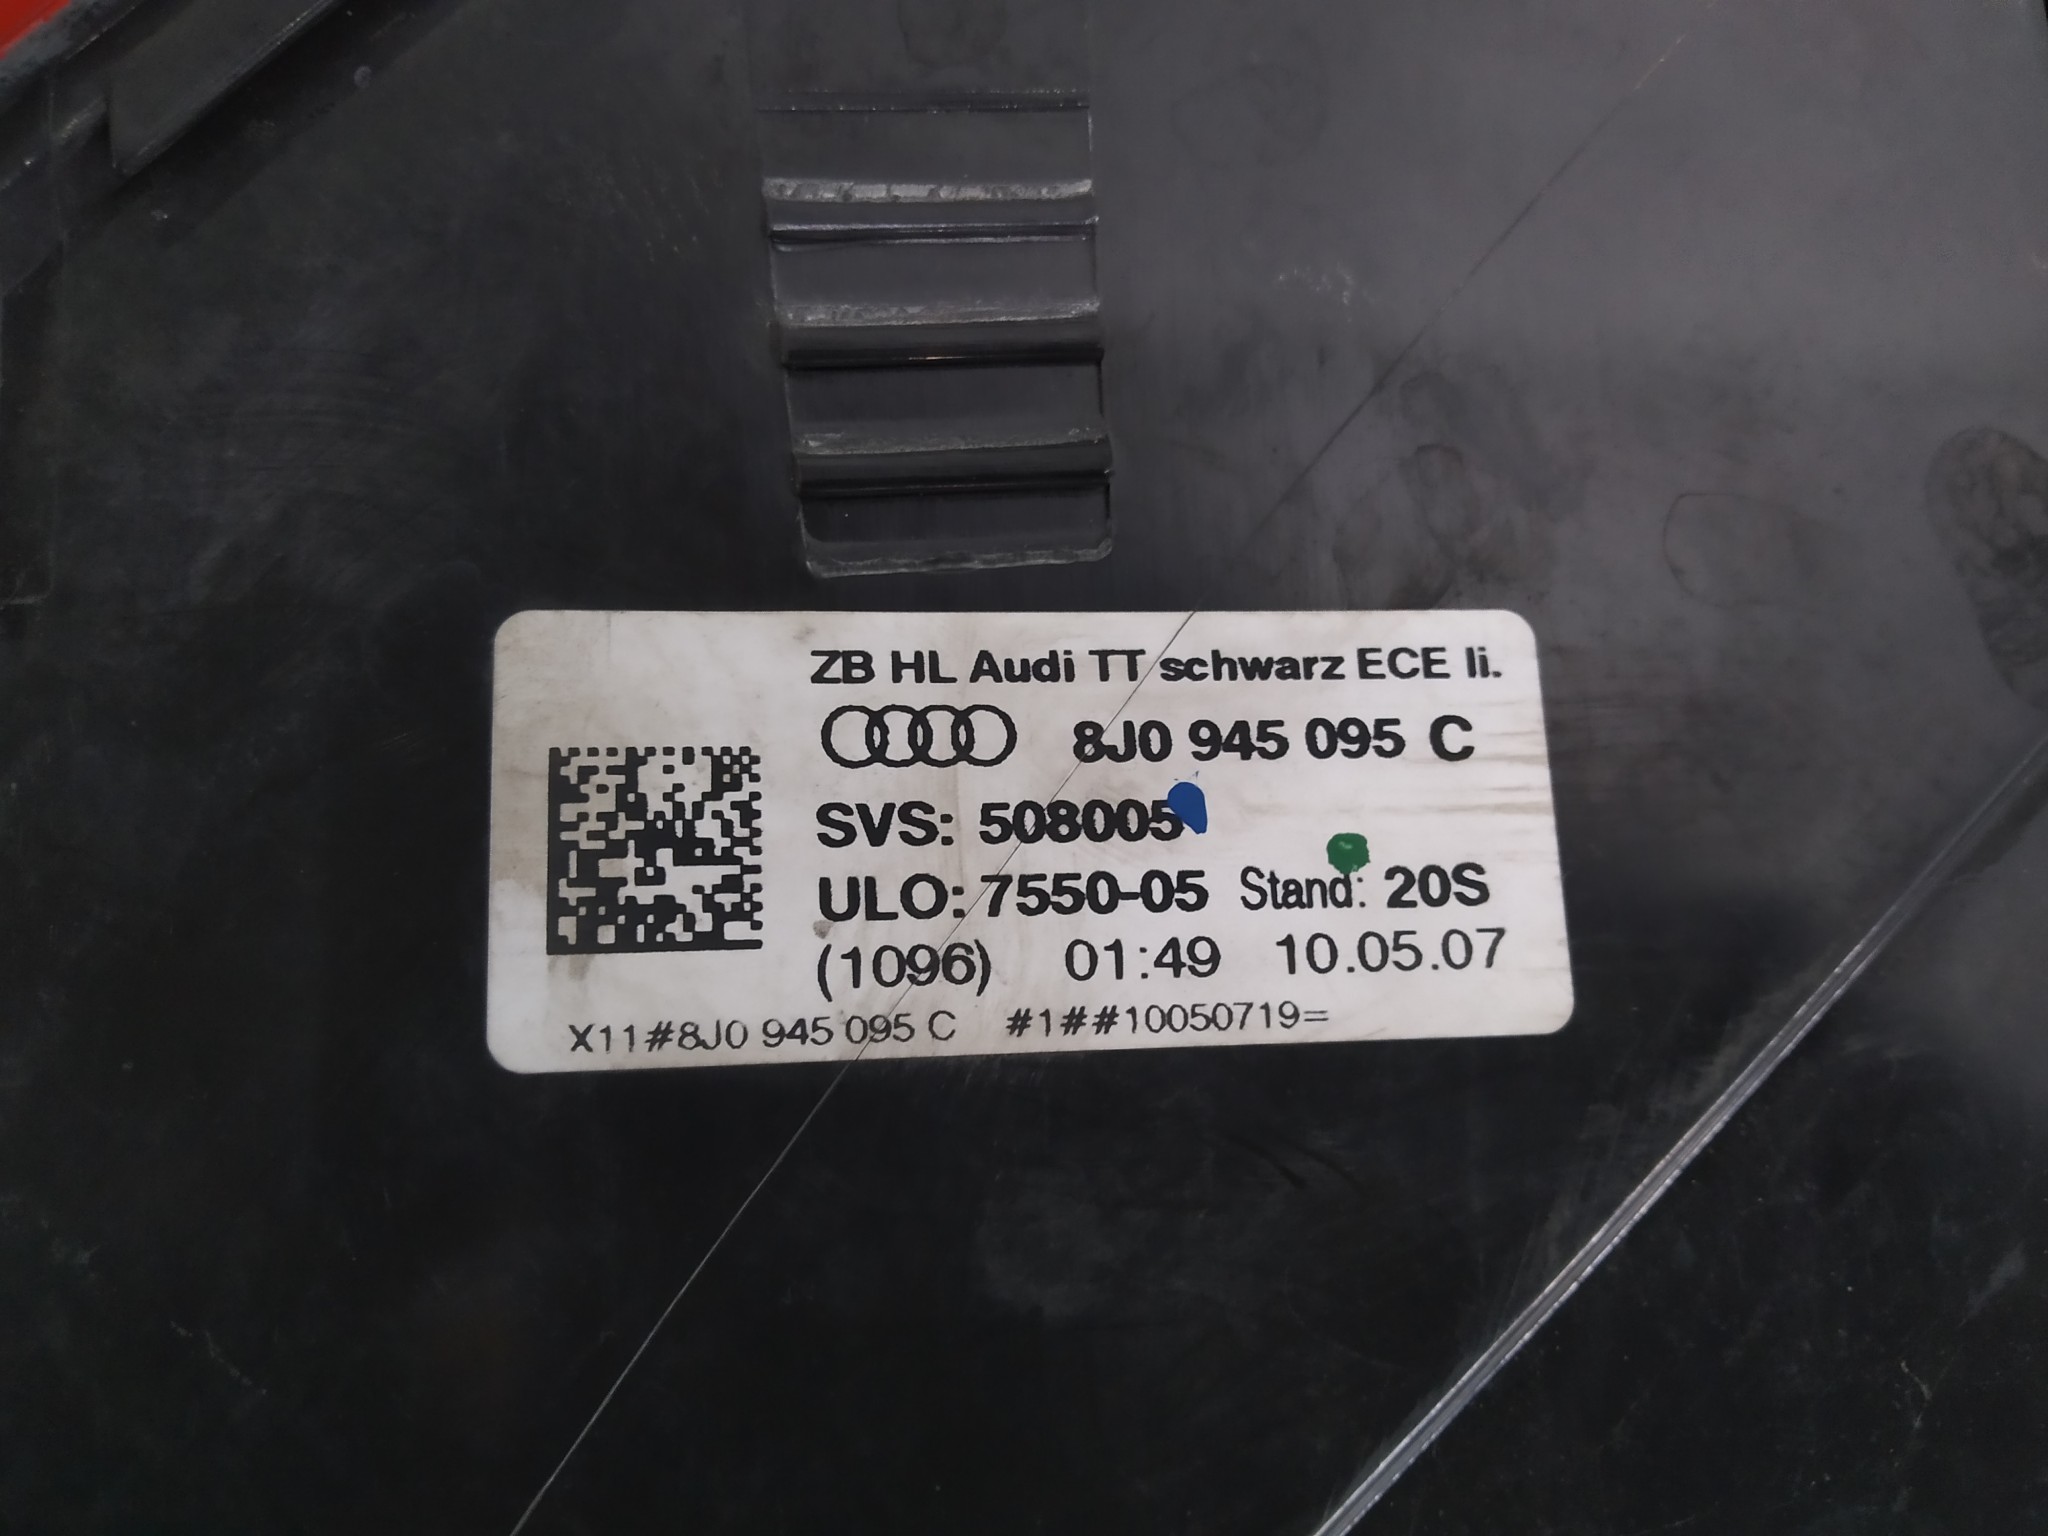 ZB HL Audi TT schwarz ECE li.
8J0 945 095 C
SVS: 508005
ULO: 7550-05 Stand: 20S
(1096) 01:49 10.05.07
X11#8J0 945 095 C #1##10050719=